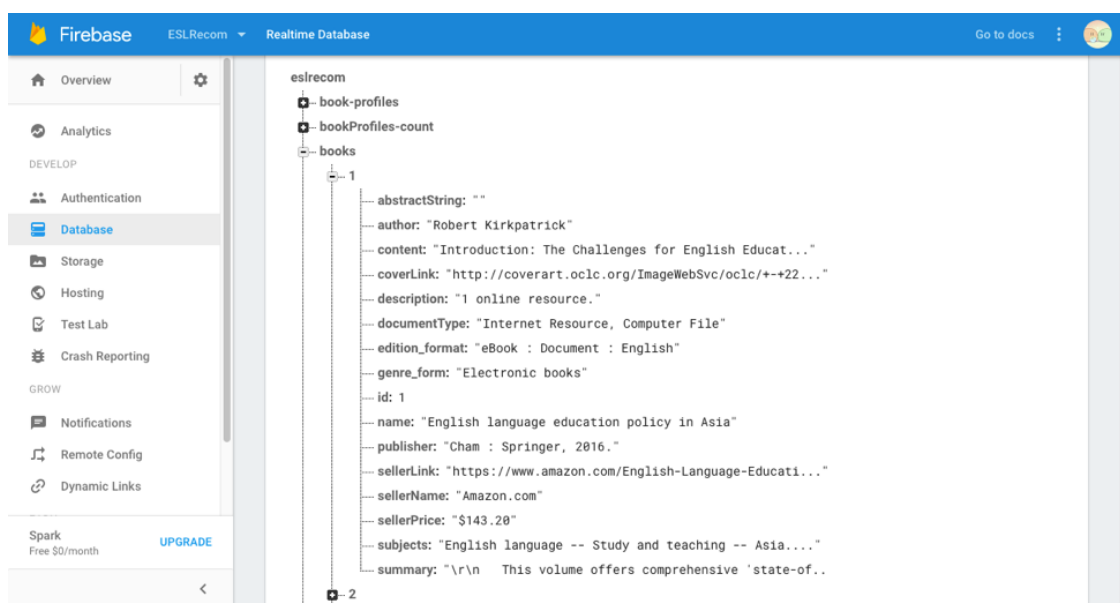 Firebase ESLRecom Realtime Database Go to docs
Overview
Analytics
DEVELOP
Authentication
Database
Storage
Hosting
Test Lab
Crash Reporting
GROW
Notifications
Remote Config
Dynamic Links
Spark
Free $0/month
UPGRADE
eslrecom
book-profiles
bookProfiles-count
books
1
abstractString: ""
author: "Robert Kirkpatrick"
content: "Introduction: The Challenges for English Educat..."
coverLink: "http://coverart.oclc.org/ImageWebSvc/oclc/+-+22..."
description: "1 online resource."
documentType: "Internet Resource, Computer File"
edition_format: "eBook : Document : English"
genre_form: "Electronic books"
id: 1
name: "English language education policy in Asia"
publisher: "Cham : Springer, 2016."
sellerLink: "https://www.amazon.com/English-Language-Educati..."
sellerName: "Amazon.com"
sellerPrice: "$143.20"
subjects: "English language -- Study and teaching -- Asia...."
summary: "\r\n This volume offers comprehensive 'state-of..
2